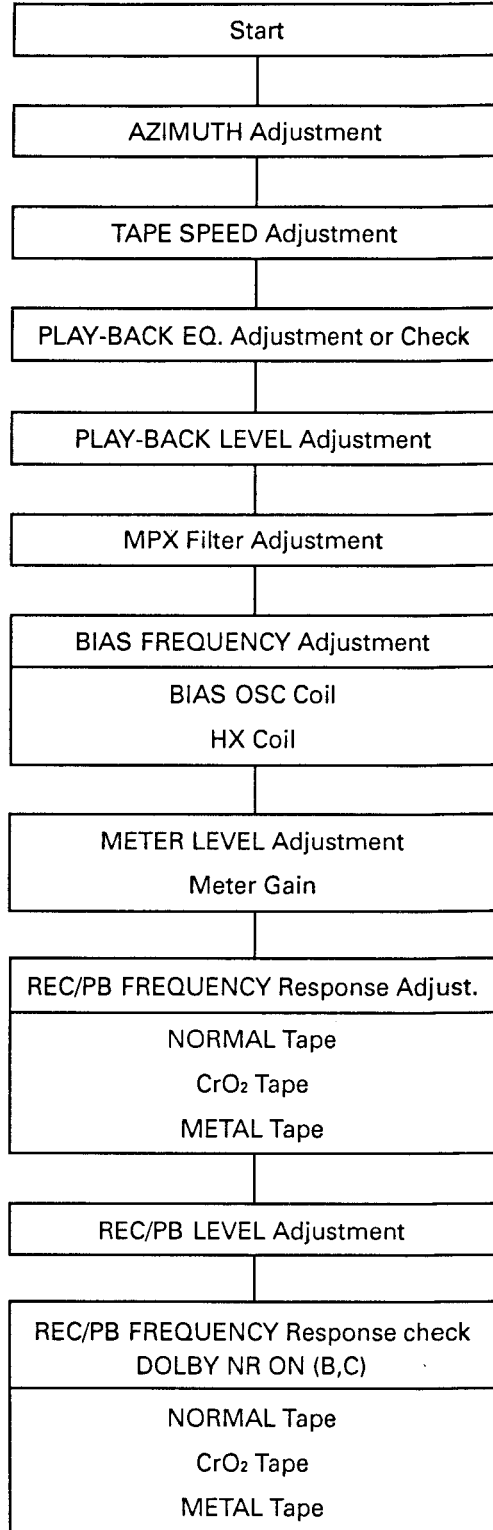 Start
AZIMUTH Adjustment
TAPE SPEED Adjustment
PLAY-BACK EQ. Adjustment or Check
PLAY-BACK LEVEL Adjustment
MPX Filter Adjustment
BIAS FREQUENCY Adjustment
BIAS OSC Coil
HX Coil
METER LEVEL Adjustment
Meter Gain
REC/PB FREQUENCY Response Adjust.
NORMAL Tape
CrO₂ Tape
METAL Tape
REC/PB LEVEL Adjustment
REC/PB FREQUENCY Response check
DOLBY NR ON (B,C)
NORMAL Tape
CrO₂ Tape
METAL Tape